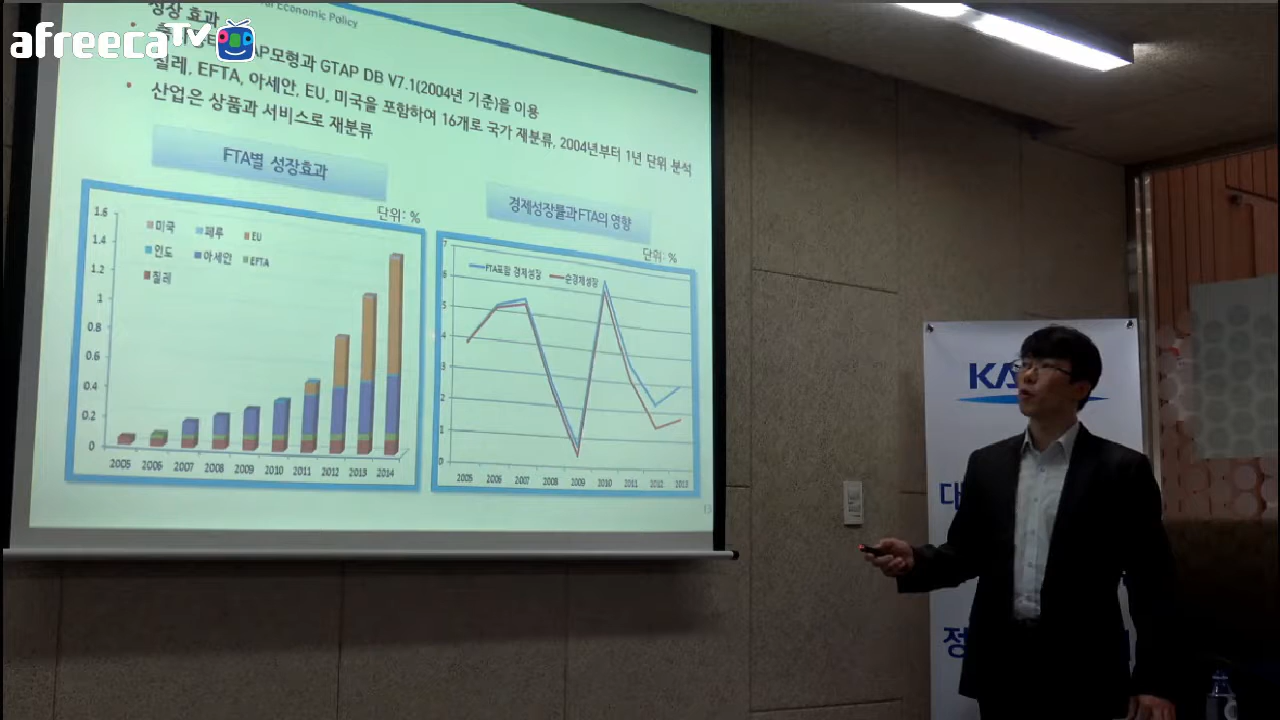 afreecaTV
Economic Policy
성장 효과
모형과 GTAP DB V7.1(2004년 기준)을 이용
칠레, EFTA, 아세안, EU, 미국을 포함하여 16개로 국가 재분류, 2004년부터 1년 단위 분석
산업은 상품과 서비스로 재분류
FTA별 성장효과
단위: %
1.6
1.4
1.2
1
0.8
0.6
0.4
0.2
0
미국 페루 EU
인도 아세안 EFTA
칠레
2005 2006 2007 2008 2009 2010 2011 2012 2013 2014
경제성장률과 FTA의 영향
단위: %
7
6
5
4
3
2
1
0
FTA포함 경제성장 순경제성장
2005 2006 2007 2008 2009 2010 2011 2012 2013
13
KA
대
정